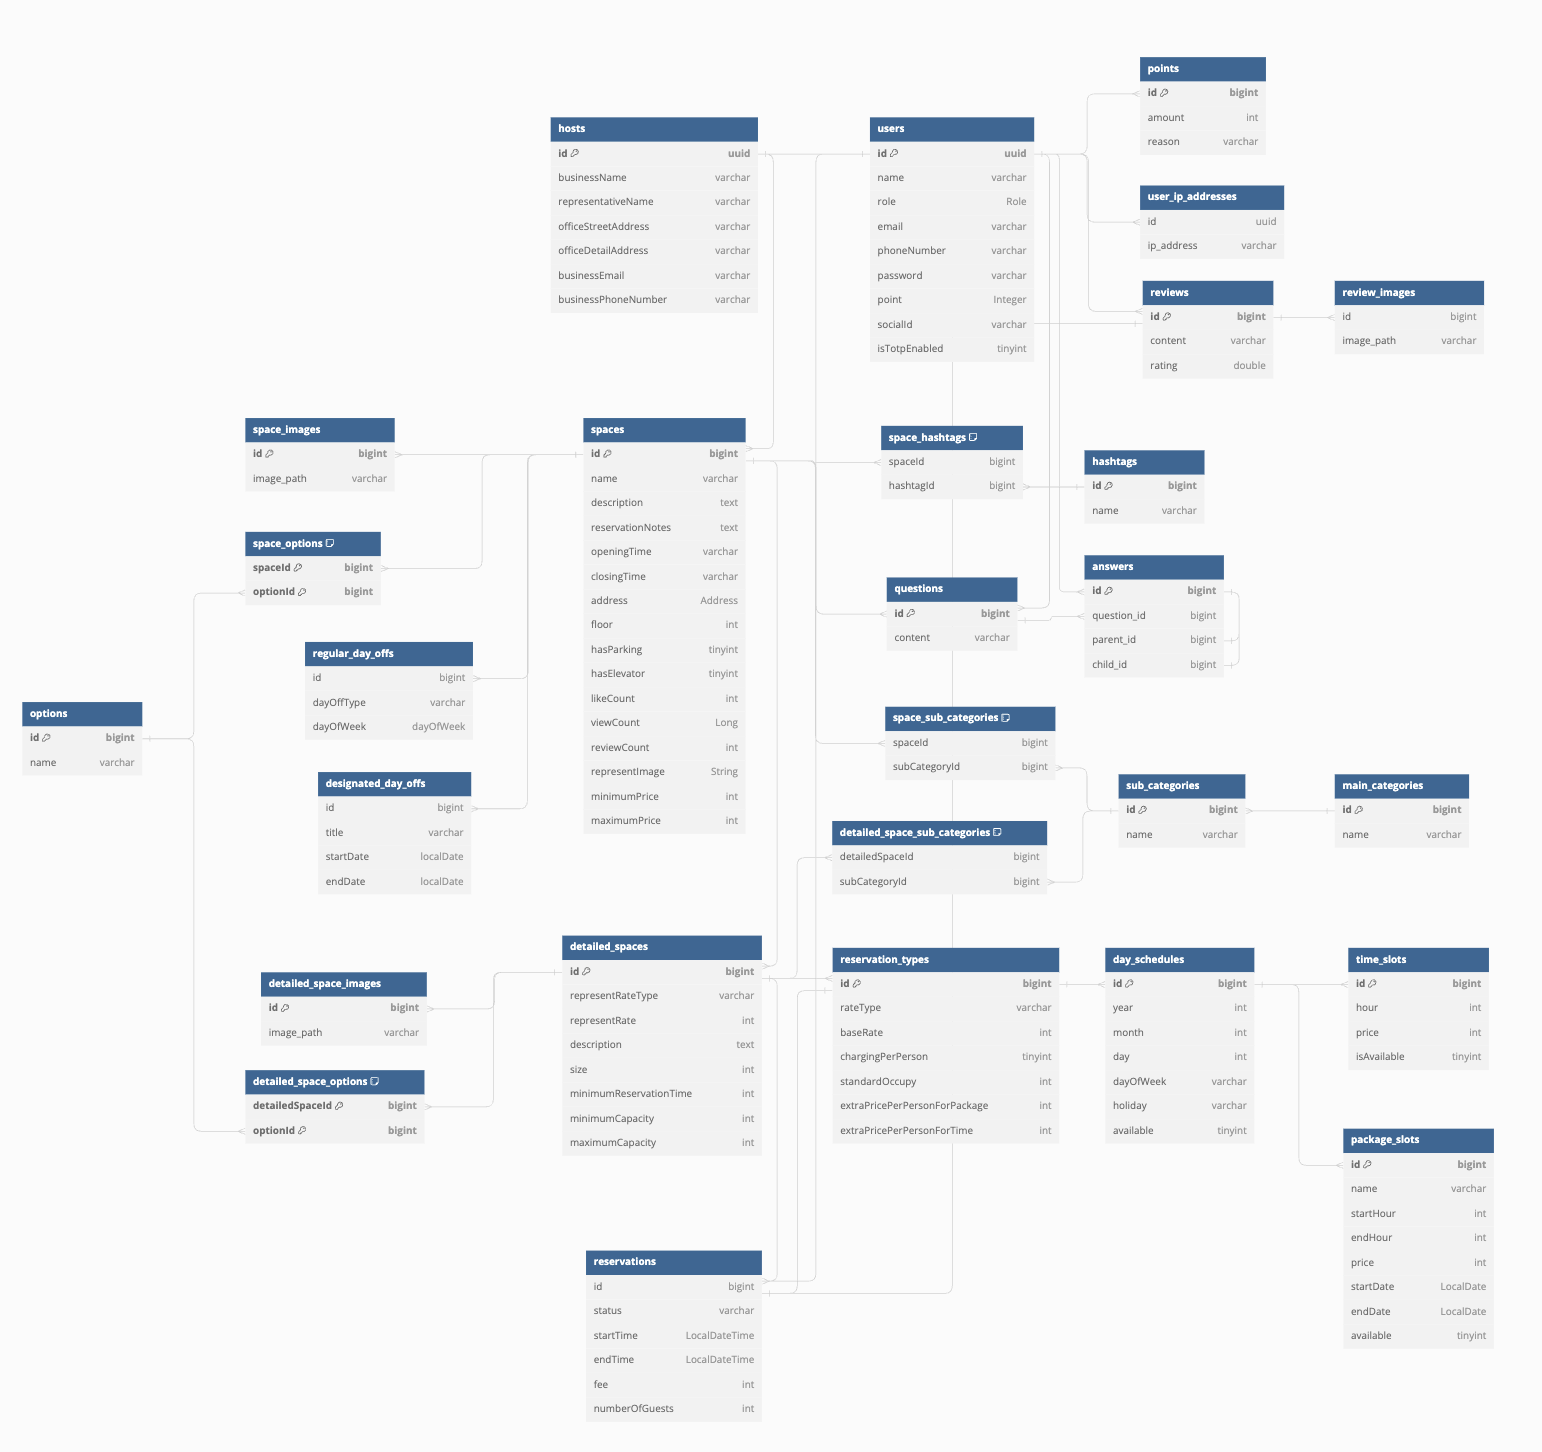 points
id bigint
amount int
reason varchar
hosts
id uuid
businessName varchar
representativeName varchar
officeStreetAddress varchar
officeDetailAddress varchar
businessEmail varchar
businessPhoneNumber varchar
users
id uuid
name varchar
role Role
email varchar
phoneNumber varchar
password varchar
point Integer
socialId varchar
isTotpEnabled tinyint
user_ip_addresses
id uuid
ip_address varchar
reviews
id bigint
content varchar
rating double
review_images
id bigint
image_path varchar
space_images
id bigint
image_path varchar
spaces
id bigint
name varchar
description text
reservationNotes text
openingTime varchar
closingTime varchar
address Address
floor int
hasParking tinyint
hasElevator tinyint
likeCount int
viewCount Long
reviewCount int
representImage String
minimumPrice int
maximumPrice int
space_hashtags
spaceId bigint
hashtagId bigint
hashtags
id bigint
name varchar
space_options
spaceId bigint
optionId bigint
answers
id bigint
question_id bigint
parent_id bigint
child_id bigint
questions
id bigint
content varchar
regular_day_offs
id bigint
dayOffType varchar
dayOfWeek dayOfWeek
options
id bigint
name varchar
space_sub_categories
spaceId bigint
subCategoryId bigint
designated_day_offs
id bigint
title varchar
startDate localDate
endDate localDate
sub_categories
id bigint
name varchar
main_categories
id bigint
name varchar
detailed_space_sub_categories
detailedSpaceId bigint
subCategoryId bigint
detailed_spaces
id bigint
representRateType varchar
representRate int
description text
size int
minimumReservationTime int
minimumCapacity int
maximumCapacity int
reservation_types
id bigint
rateType varchar
baseRate int
chargingPerPerson tinyint
standardOccupy int
extraPricePerPersonForPackage int
extraPricePerPersonForTime int
day_schedules
id bigint
year int
month int
day int
dayOfWeek varchar
holiday varchar
available tinyint
time_slots
id bigint
hour int
price int
isAvailable tinyint
detailed_space_images
id bigint
image_path varchar
detailed_space_options
detailedSpaceId bigint
optionId bigint
package_slots
id bigint
name varchar
startHour int
endHour int
price int
startDate LocalDate
endDate LocalDate
available tinyint
reservations
id bigint
status varchar
startTime LocalDateTime
endTime LocalDateTime
fee int
numberOfGuests int